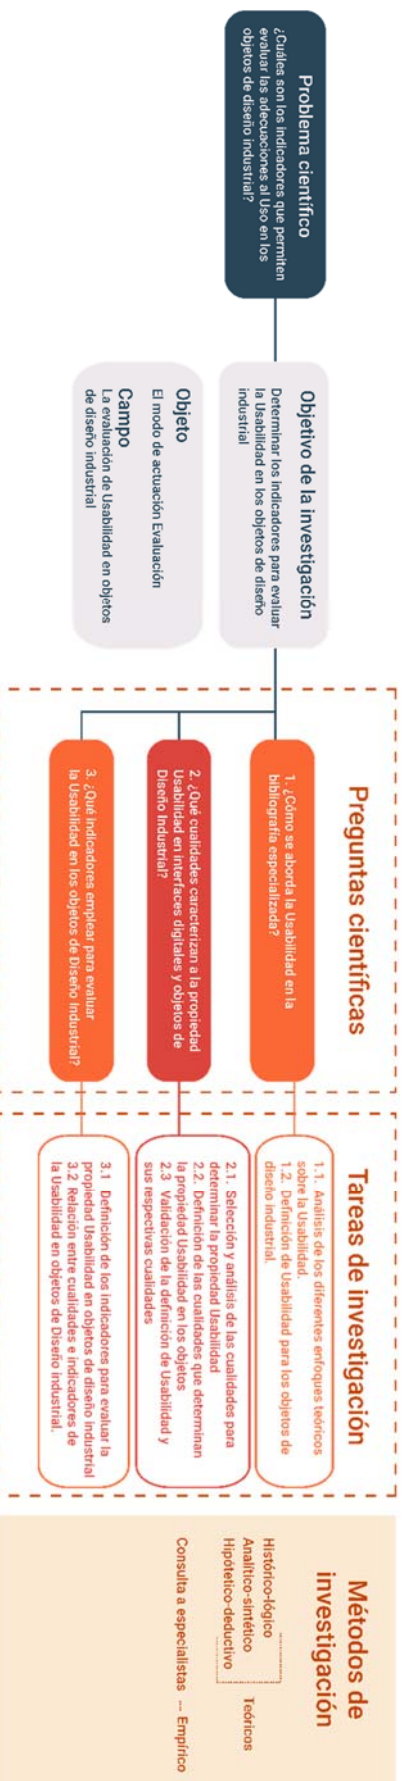 Problema científico
¿Cuáles son los indicadores que permiten
evaluar las adecuaciones al Uso en los
objetos de diseño industrial?
Objetivo de la investigación
Determinar los indicadores para evaluar
la Usabilidad en los objetos de diseño
industrial
Objeto
El modo de actuación Evaluación
Campo
La evaluación de Usabilidad en objetos
de diseño industrial
Preguntas científicas
1. ¿Cómo se aborda la Usabilidad en la
bibliografía especializada?
2. ¿Qué cualidades caracterizan a la propiedad
Usabilidad en interfaces digitales y objetos de
Diseño Industrial?
3. ¿Qué indicadores emplear para evaluar
la Usabilidad en los objetos de Diseño Industrial?
Tareas de investigación
1.1. Análisis de los diferentes enfoques teóricos
sobre la Usabilidad.
1.2. Definición de Usabilidad para los objetos de
diseño industrial.
2.1. Selección y análisis de las cualidades para
determinar la propiedad Usabilidad
2.2. Definición de las cualidades que determinan
la propiedad Usabilidad en los objetos
2.3 Validación de la definición de Usabilidad y
sus respectivas cualidades
3.1 Definición de los indicadores para evaluar la
propiedad Usabilidad en objetos de diseño industrial
3.2 Relación entre cualidades e indicadores de
la Usabilidad en objetos de Diseño industrial.
Métodos de
investigación
Histórico-lógico
Analítico-sintético
Hipótetico-deductivo
Teóricos
Consulta a especialistas --- Empírico